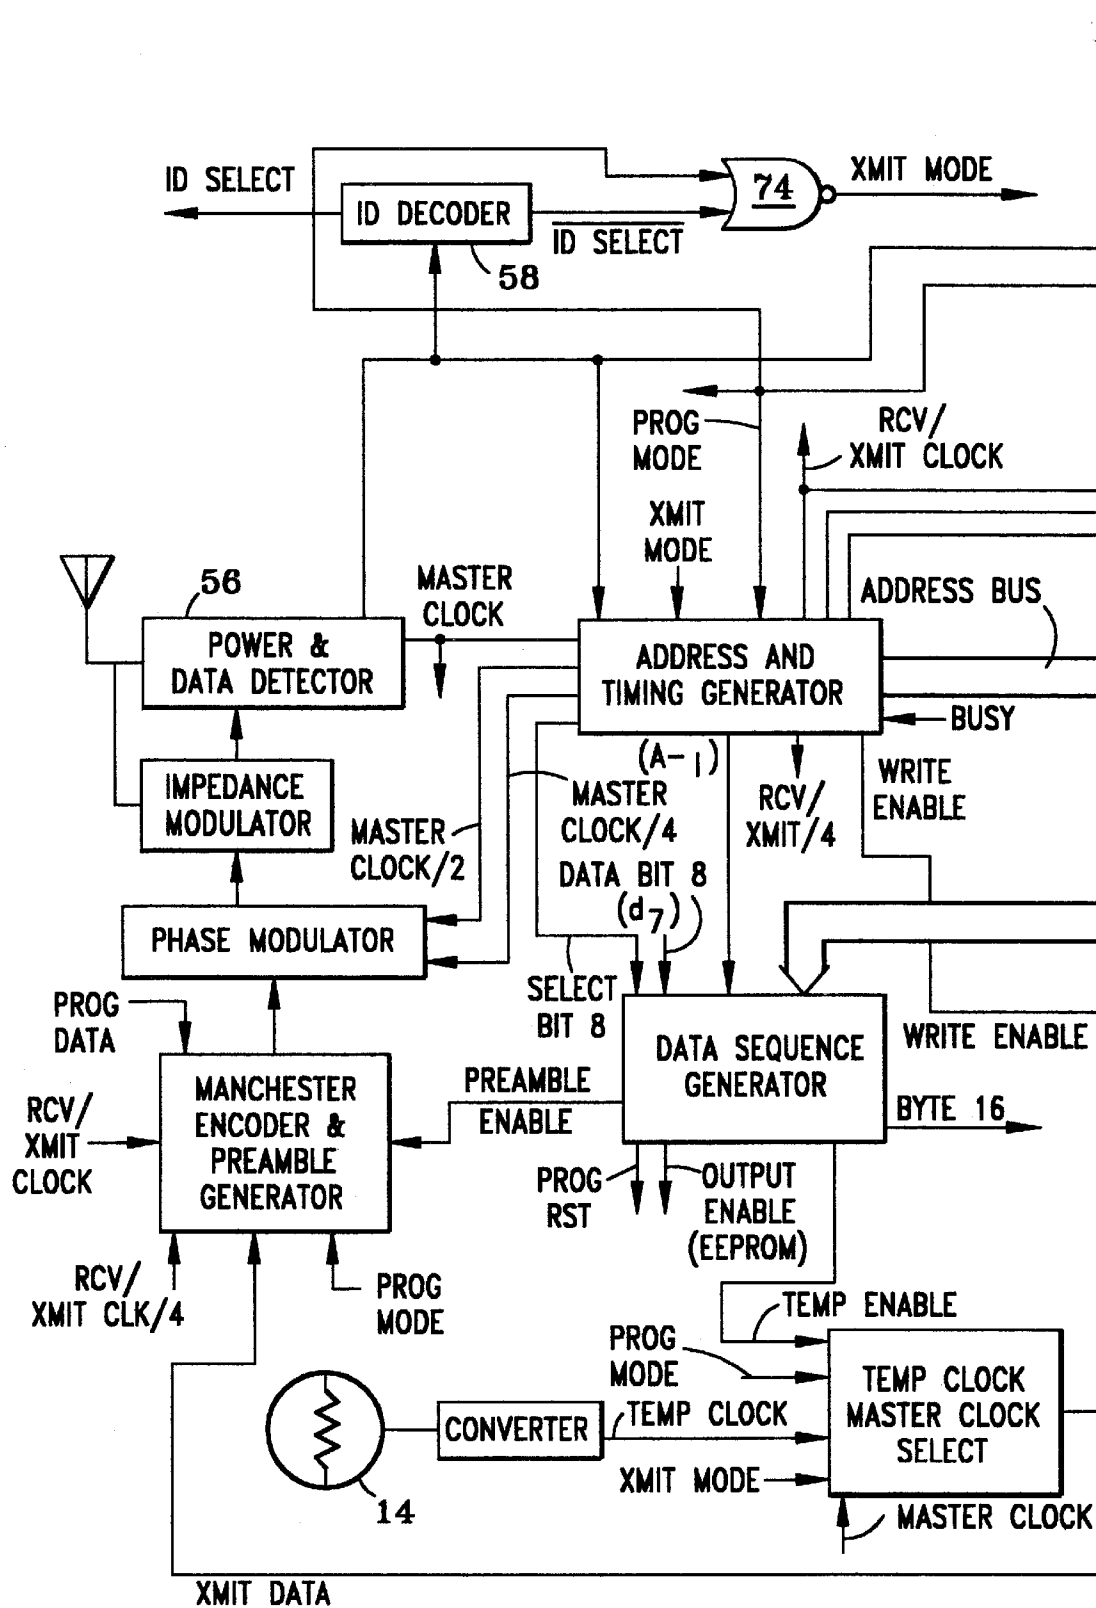 ID SELECT
ID DECODER
ID SELECT
58
74
XMIT MODE
PROG
MODE
RCV/
XMIT CLOCK
XMIT
MODE
ADDRESS BUS
56
MASTER
CLOCK
POWER &
DATA DETECTOR
ADDRESS AND
TIMING GENERATOR
BUSY
(A-1)
IMPEDANCE
MODULATOR
MASTER
CLOCK/2
MASTER
CLOCK/4
RCV/
XMIT/4
WRITE
ENABLE
DATA BIT 8
(d7)
PHASE MODULATOR
SELECT
BIT 8
PROG
DATA
DATA SEQUENCE
GENERATOR
WRITE ENABLE
MANCHESTER
ENCODER &
PREAMBLE
GENERATOR
PREAMBLE
ENABLE
BYTE 16
RCV/
XMIT
CLOCK
PROG
RST
OUTPUT
ENABLE
(EEPROM)
RCV/
XMIT CLK/4
PROG
MODE
TEMP ENABLE
PROG
MODE
TEMP CLOCK
MASTER CLOCK
SELECT
CONVERTER
TEMP CLOCK
XMIT MODE
14
MASTER CLOCK
XMIT DATA